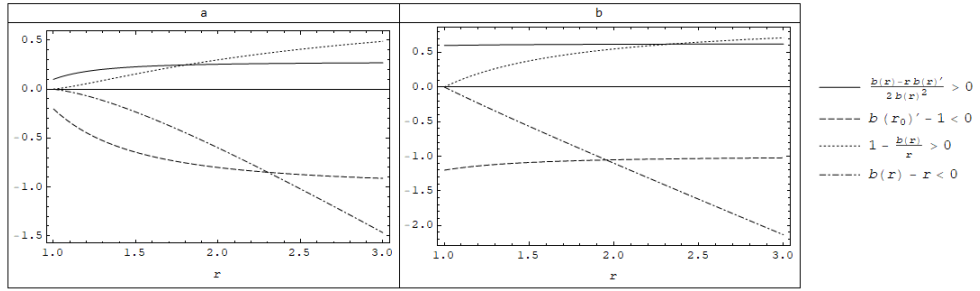 a
b
0.5
0.0
-0.5
-1.0
-1.5
1.0 1.5 2.0 2.5 3.0
r
0.5
0.0
-0.5
-1.0
-1.5
-2.0
1.0 1.5 2.0 2.5 3.0
r
b(r)-r b(r)′
2 b(r)² > 0
b (r₀)′ - 1 < 0
1 - b(r)/r > 0
b(r) - r < 0